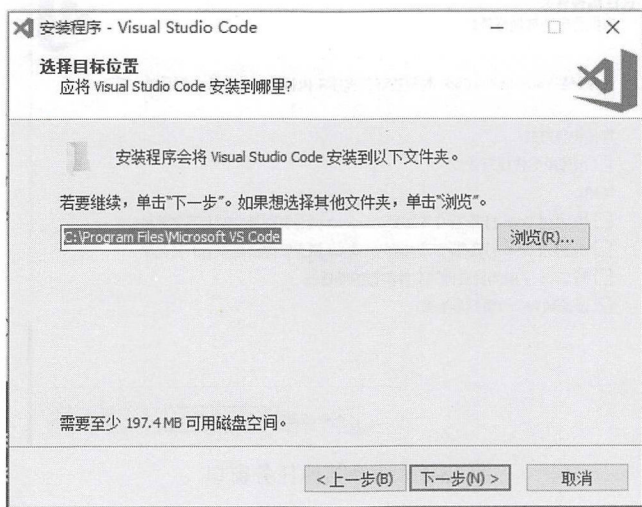 安装程序 - Visual Studio Code
选择目标位置
应将 Visual Studio Code 安装到哪里?
安装程序会将 Visual Studio Code 安装到以下文件夹。
若要继续，单击“下一步”。如果想选择其他文件夹，单击“浏览”。
C:\Program Files\Microsoft VS Code
浏览(R)...
需要至少 197.4 MB 可用磁盘空间。
<上一步(B) 下一步(N) > 取消